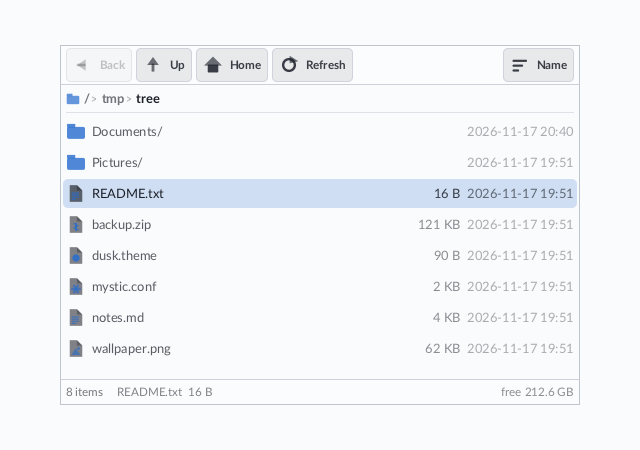 Back Up Home Refresh Name
/ > tmp > tree
Documents/ 2026-11-17 20:40
Pictures/ 2026-11-17 19:51
README.txt 16 B 2026-11-17 19:51
backup.zip 121 KB 2026-11-17 19:51
dusk.theme 90 B 2026-11-17 19:51
mystic.conf 2 KB 2026-11-17 19:51
notes.md 4 KB 2026-11-17 19:51
wallpaper.png 62 KB 2026-11-17 19:51
8 items README.txt 16 B free 212.6 GB